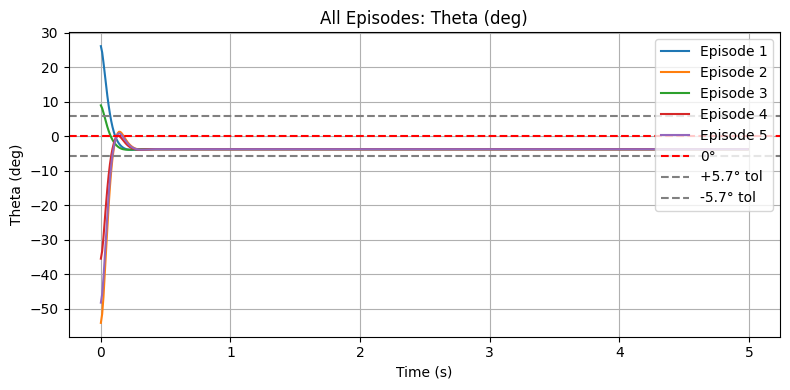 All Episodes: Theta (deg)
Theta (deg)
30
20
10
0
−10
−20
−30
−40
−50
0
1
2
3
4
5
Time (s)
Episode 1
Episode 2
Episode 3
Episode 4
Episode 5
0°
+5.7° tol
-5.7° tol